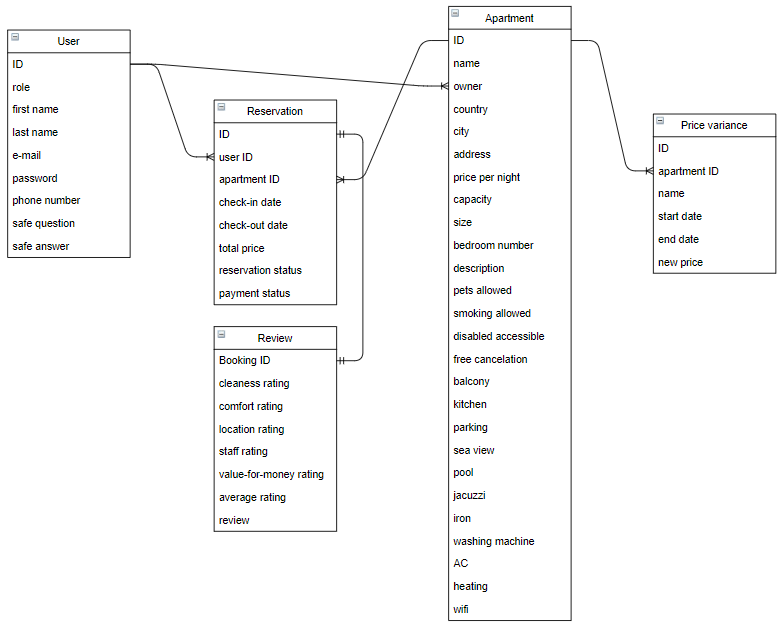 User
ID
role
first name
last name
e-mail
password
phone number
safe question
safe answer
Reservation
ID
user ID
apartment ID
check-in date
check-out date
total price
reservation status
payment status
Review
Booking ID
cleaness rating
comfort rating
location rating
staff rating
value-for-money rating
average rating
review
Apartment
ID
name
owner
country
city
address
price per night
capacity
size
bedroom number
description
pets allowed
smoking allowed
disabled accessible
free cancelation
balcony
kitchen
parking
sea view
pool
jacuzzi
iron
washing machine
AC
heating
wifi
Price variance
ID
apartment ID
name
start date
end date
new price